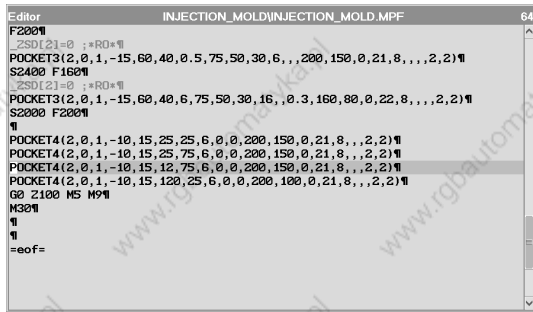 Editor INJECTION_MOLD\INJECTION_MOLD.MPF 64
F200¶
_ZSD[2]=0 ;*RO*¶
POCKET3(2,0,1,-15,60,40,0.5,75,50,30,6,,,200,150,0,21,8,,,,2,2)¶
S2400 F160¶
_ZSD[2]=0 ;*RO*¶
POCKET3(2,0,1,-15,60,40,6,75,50,30,16,,0.3,160,80,0,22,8,,,,2,2)¶
S2000 F200¶
¶
POCKET4(2,0,1,-10,15,25,25,6,0,0,200,150,0,21,8,,,2,2)¶
POCKET4(2,0,1,-10,15,25,75,6,0,0,200,150,0,21,8,,,2,2)¶
POCKET4(2,0,1,-10,15,12,75,6,0,0,200,150,0,21,8,,,2,2)¶
POCKET4(2,0,1,-10,15,120,25,6,0,0,200,100,0,21,8,,,2,2)¶
G0 Z100 M5 M9¶
M30¶
¶
¶
=eof=
www.rgbautom